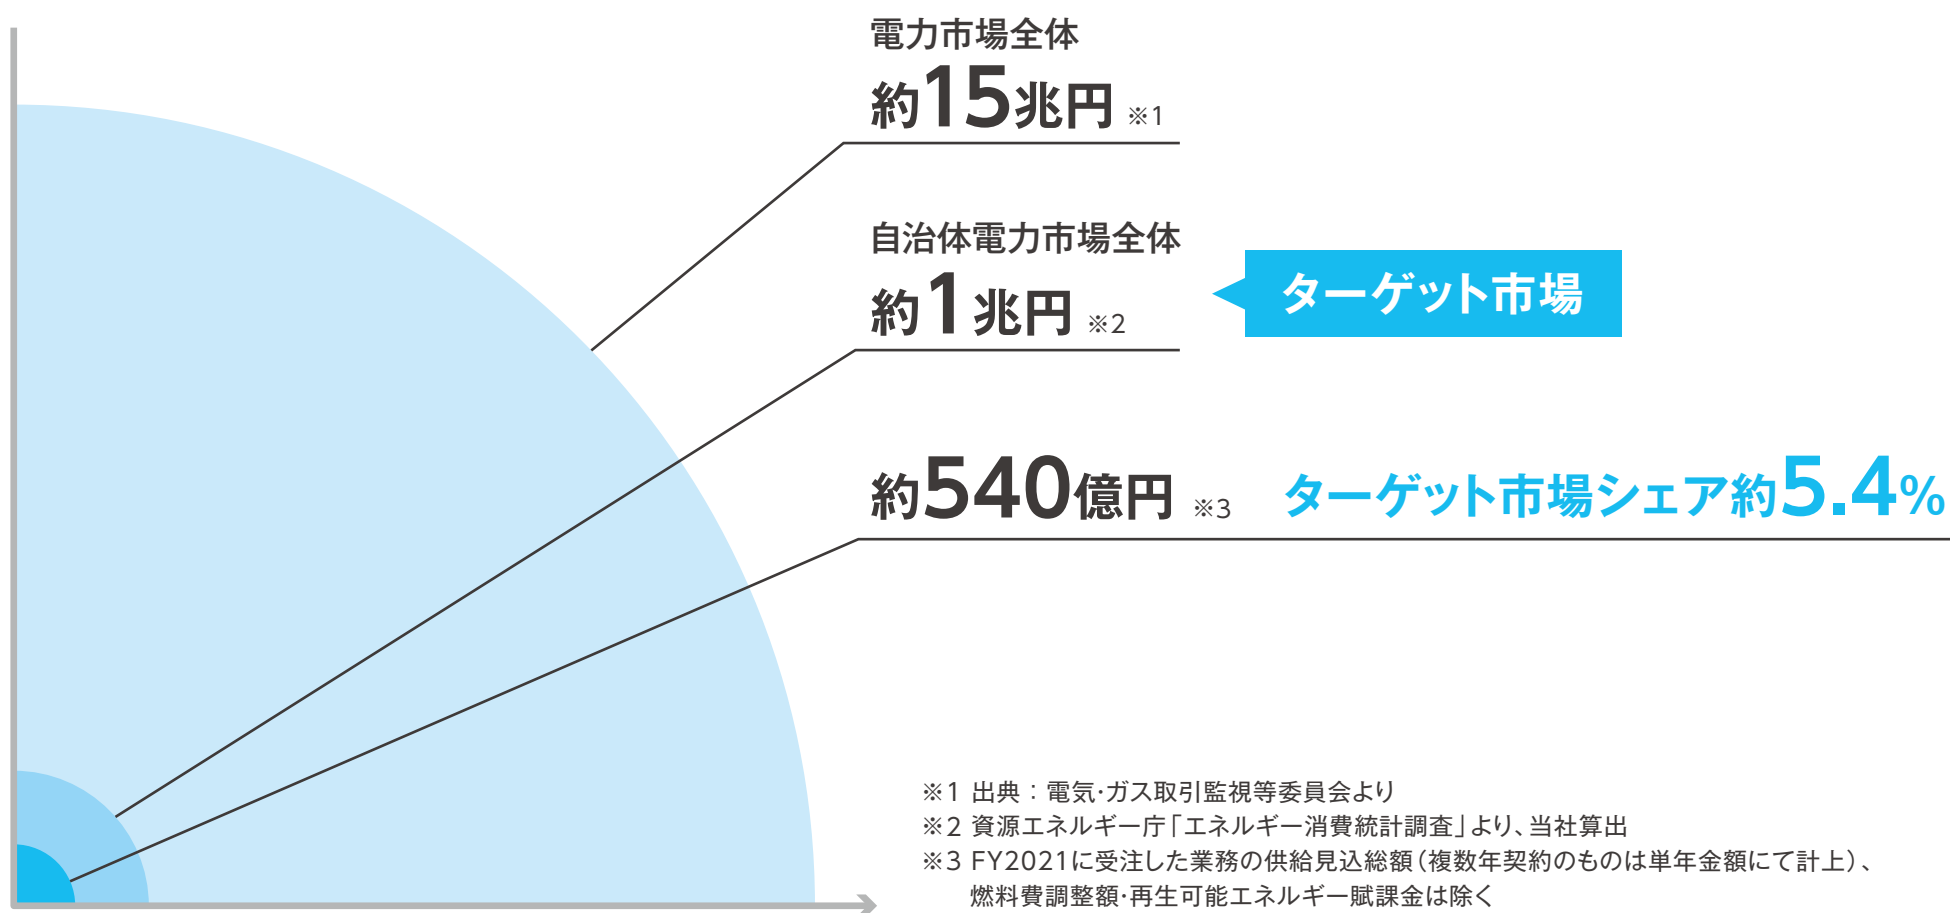 電力市場全体
約15兆円 ※1
自治体電力市場全体
約1兆円 ※2
ターゲット市場
約540億円 ※3 ターゲット市場シェア約5.4%
※1 出典：電気・ガス取引監視等委員会より
※2 資源エネルギー庁「エネルギー消費統計調査」より、当社算出
※3 FY2021に受注した業務の供給見込総額（複数年契約のものは単年金額にて計上）、
燃料費調整額・再生可能エネルギー賦課金は除く